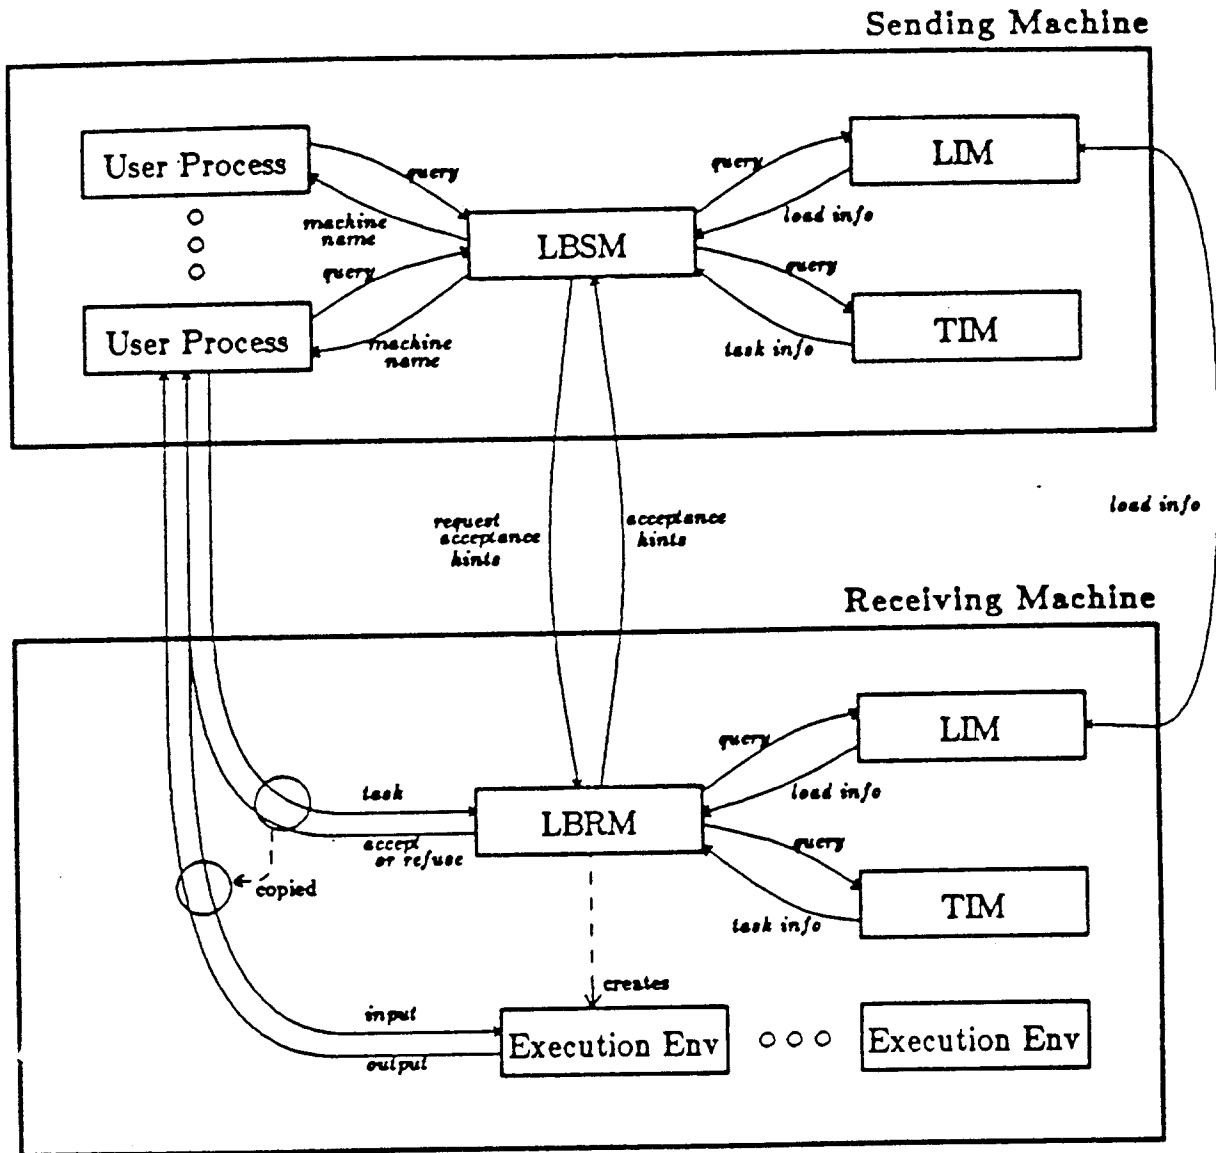 Sending Machine
User Process
query
machine
name
query
User Process
machine
name
LBSM
query
LIM
load info
query
TIM
task info
request
acceptance
hints
acceptance
hints
load info
Receiving Machine
query
LIM
load info
task
LBRM
accept
or refuse
query
copied
TIM
task info
creates
input
Execution Env
Execution Env
output